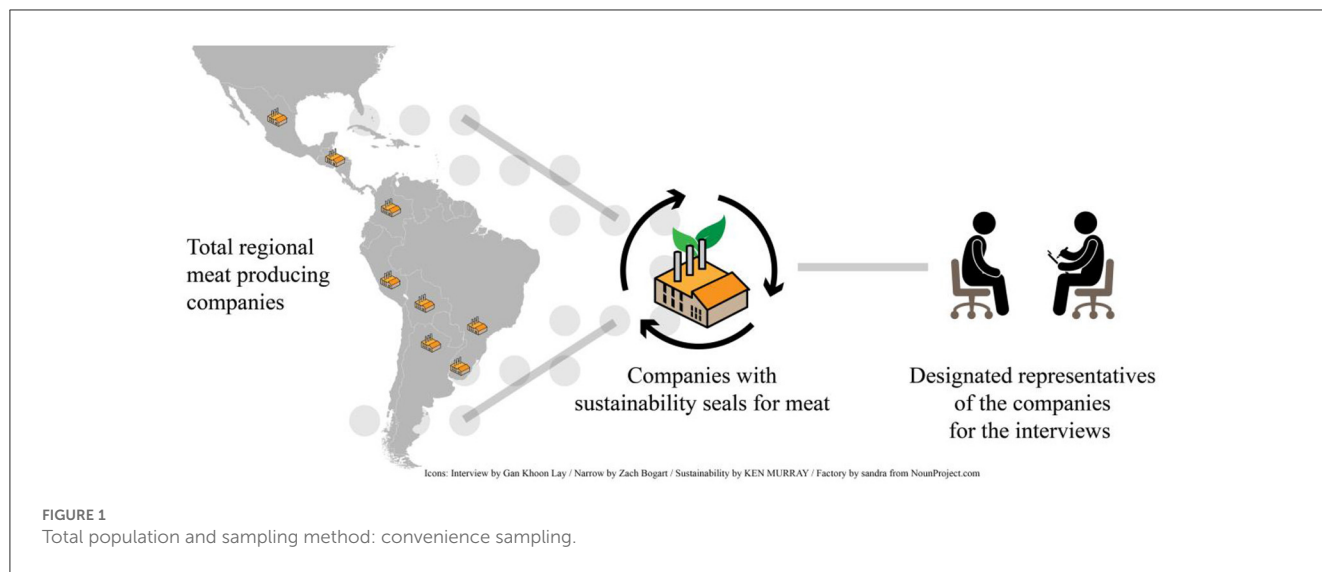 Total regional
meat producing
companies
Companies with
sustainability seals for meat
Designated representatives
of the companies
for the interviews
Icons: Interview by Gan Khoon Lay / Narrow by Zach Bogart / Sustainability by KEN MURRAY / Factory by sandra from NounProject.com
FIGURE 1
Total population and sampling method: convenience sampling.